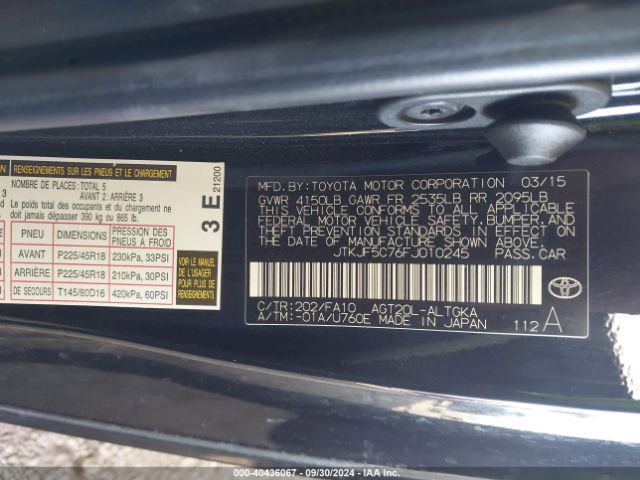 ON RENSEIGNEMENTS SUR LES PNEUS ET LE CHARGEMENT
NOMBRE DE PLACES: TOTAL 5
3 AVANT 2: ARRIÈRE 3
Le poids total des occupants et du chargement ne
doit jamais dépasser 390 kg ou 865 lb.
PNEU DIMENSIONS PRESSION DES PNEUS À FROID
AVANT P225/45R18 230kPa, 33PSI
ARRIÈRE P225/45R18 210kPa, 30PSI
DE SECOURS T145/60D16 420kPa, 60PSI
VOIR LE MANUEL DE L'USAGER POUR PLUS DE RENSEIGNEMENTS
3 E 21200
MFD.BY:TOYOTA MOTOR CORPORATION 03/15
GVWR 4150LB GAWR FR 2535LB RR 2095LB
THIS VEHICLE CONFORMS TO ALL APPLICABLE
FEDERAL MOTOR VEHICLE SAFETY, BUMPER, AND
THEFT PREVENTION STANDARDS IN EFFECT ON THE
DATE OF MANUFACTURE SHOWN ABOVE.
JTKJF5C76FJ010245 PASS.CAR
C/TR:202/FA10 AGT20L-ALTGKA
A/TM:-01A/U760E MADE IN JAPAN
112 A
TOYOTA
000-40436067 - 09/30/2024 - IAA Inc.